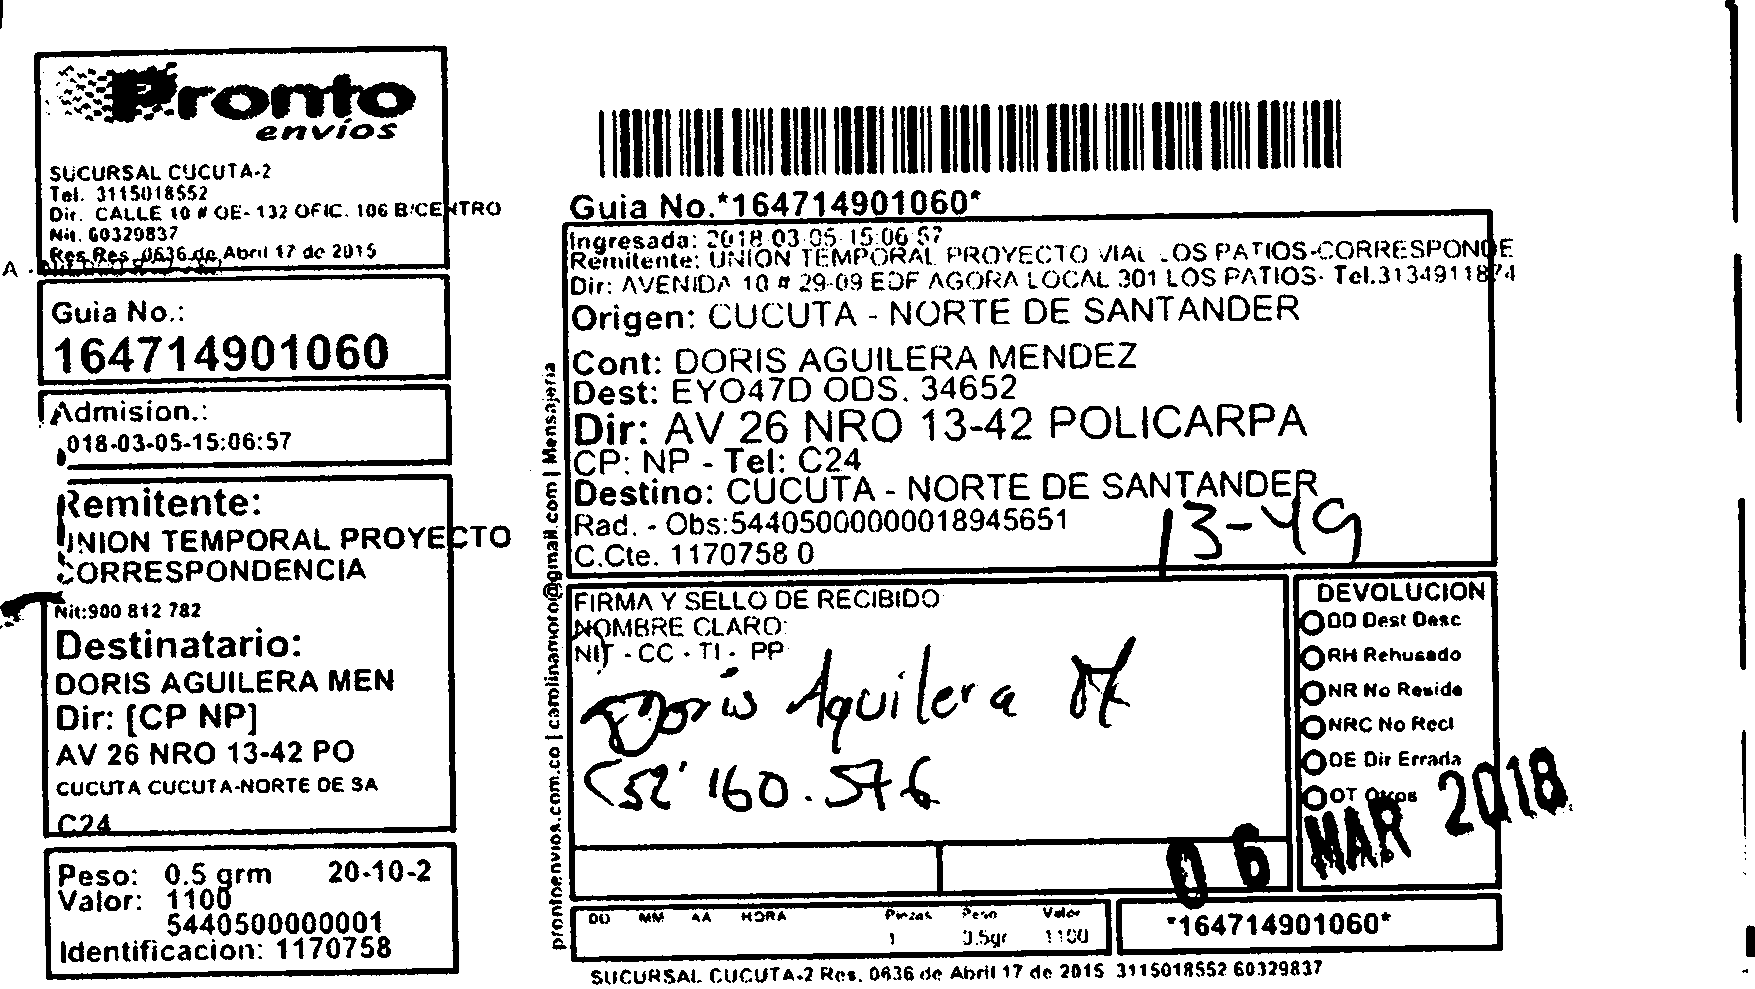 Pronto
envíos
SUCURSAL CUCUTA-2
Tel. 3115018552
Dir. CALLE 10 # OE- 132 OFIC. 106 B/CENTRO
Nit. 60329837
Res Res. 0636 de Abril 17 de 2015
Guia No.:
164714901060
Admision.:
018-03-05-15:06:57
Remitente:
UNION TEMPORAL PROYECTO
CORRESPONDENCIA
Nit:900 812 782
Destinatario:
DORIS AGUILERA MEN
Dir: [CP NP]
AV 26 NRO 13-42 PO
CUCUTA CUCUTA-NORTE DE SA
C24
Peso: 0.5 grm 20-10-2
Valor: 1100
5440500000001
Identificacion: 1170758
prontoenvios.com.co | carolinamoro@gmail.com | Mensajeria
Guia No.*164714901060*
Ingresada: 2018-03-05-15:06:57
Remitente: UNION TEMPORAL PROYECTO VIAL LOS PATIOS-CORRESPONDE
Dir: AVENIDA 10 # 29-09 EDF AGORA LOCAL 301 LOS PATIOS- Tel.3134911874
Origen: CUCUTA - NORTE DE SANTANDER
Cont: DORIS AGUILERA MENDEZ
Dest: EYO47D ODS. 34652
Dir: AV 26 NRO 13-42 POLICARPA
CP: NP - Tel: C24
Destino: CUCUTA - NORTE DE SANTANDER
Rad. - Obs:54405000000018945651
13-49
C.Cte. 1170758 0
FIRMA Y SELLO DE RECIBIDO
NOMBRE CLARO:
NIT - CC - TI - PP
Doris Aguilera M
52'160.576
DEVOLUCION
DD Dest Desc
RH Rehusado
NR No Reside
NRC No Recl
DE Dir Errada
OT Otros
06 MAR 2018
DD MM AA HORA Piezas Peso Valor
1 0.5gr 1100
*164714901060*
SUCURSAL CUCUTA-2 Res. 0636 de Abril 17 de 2015 3115018552 60329837